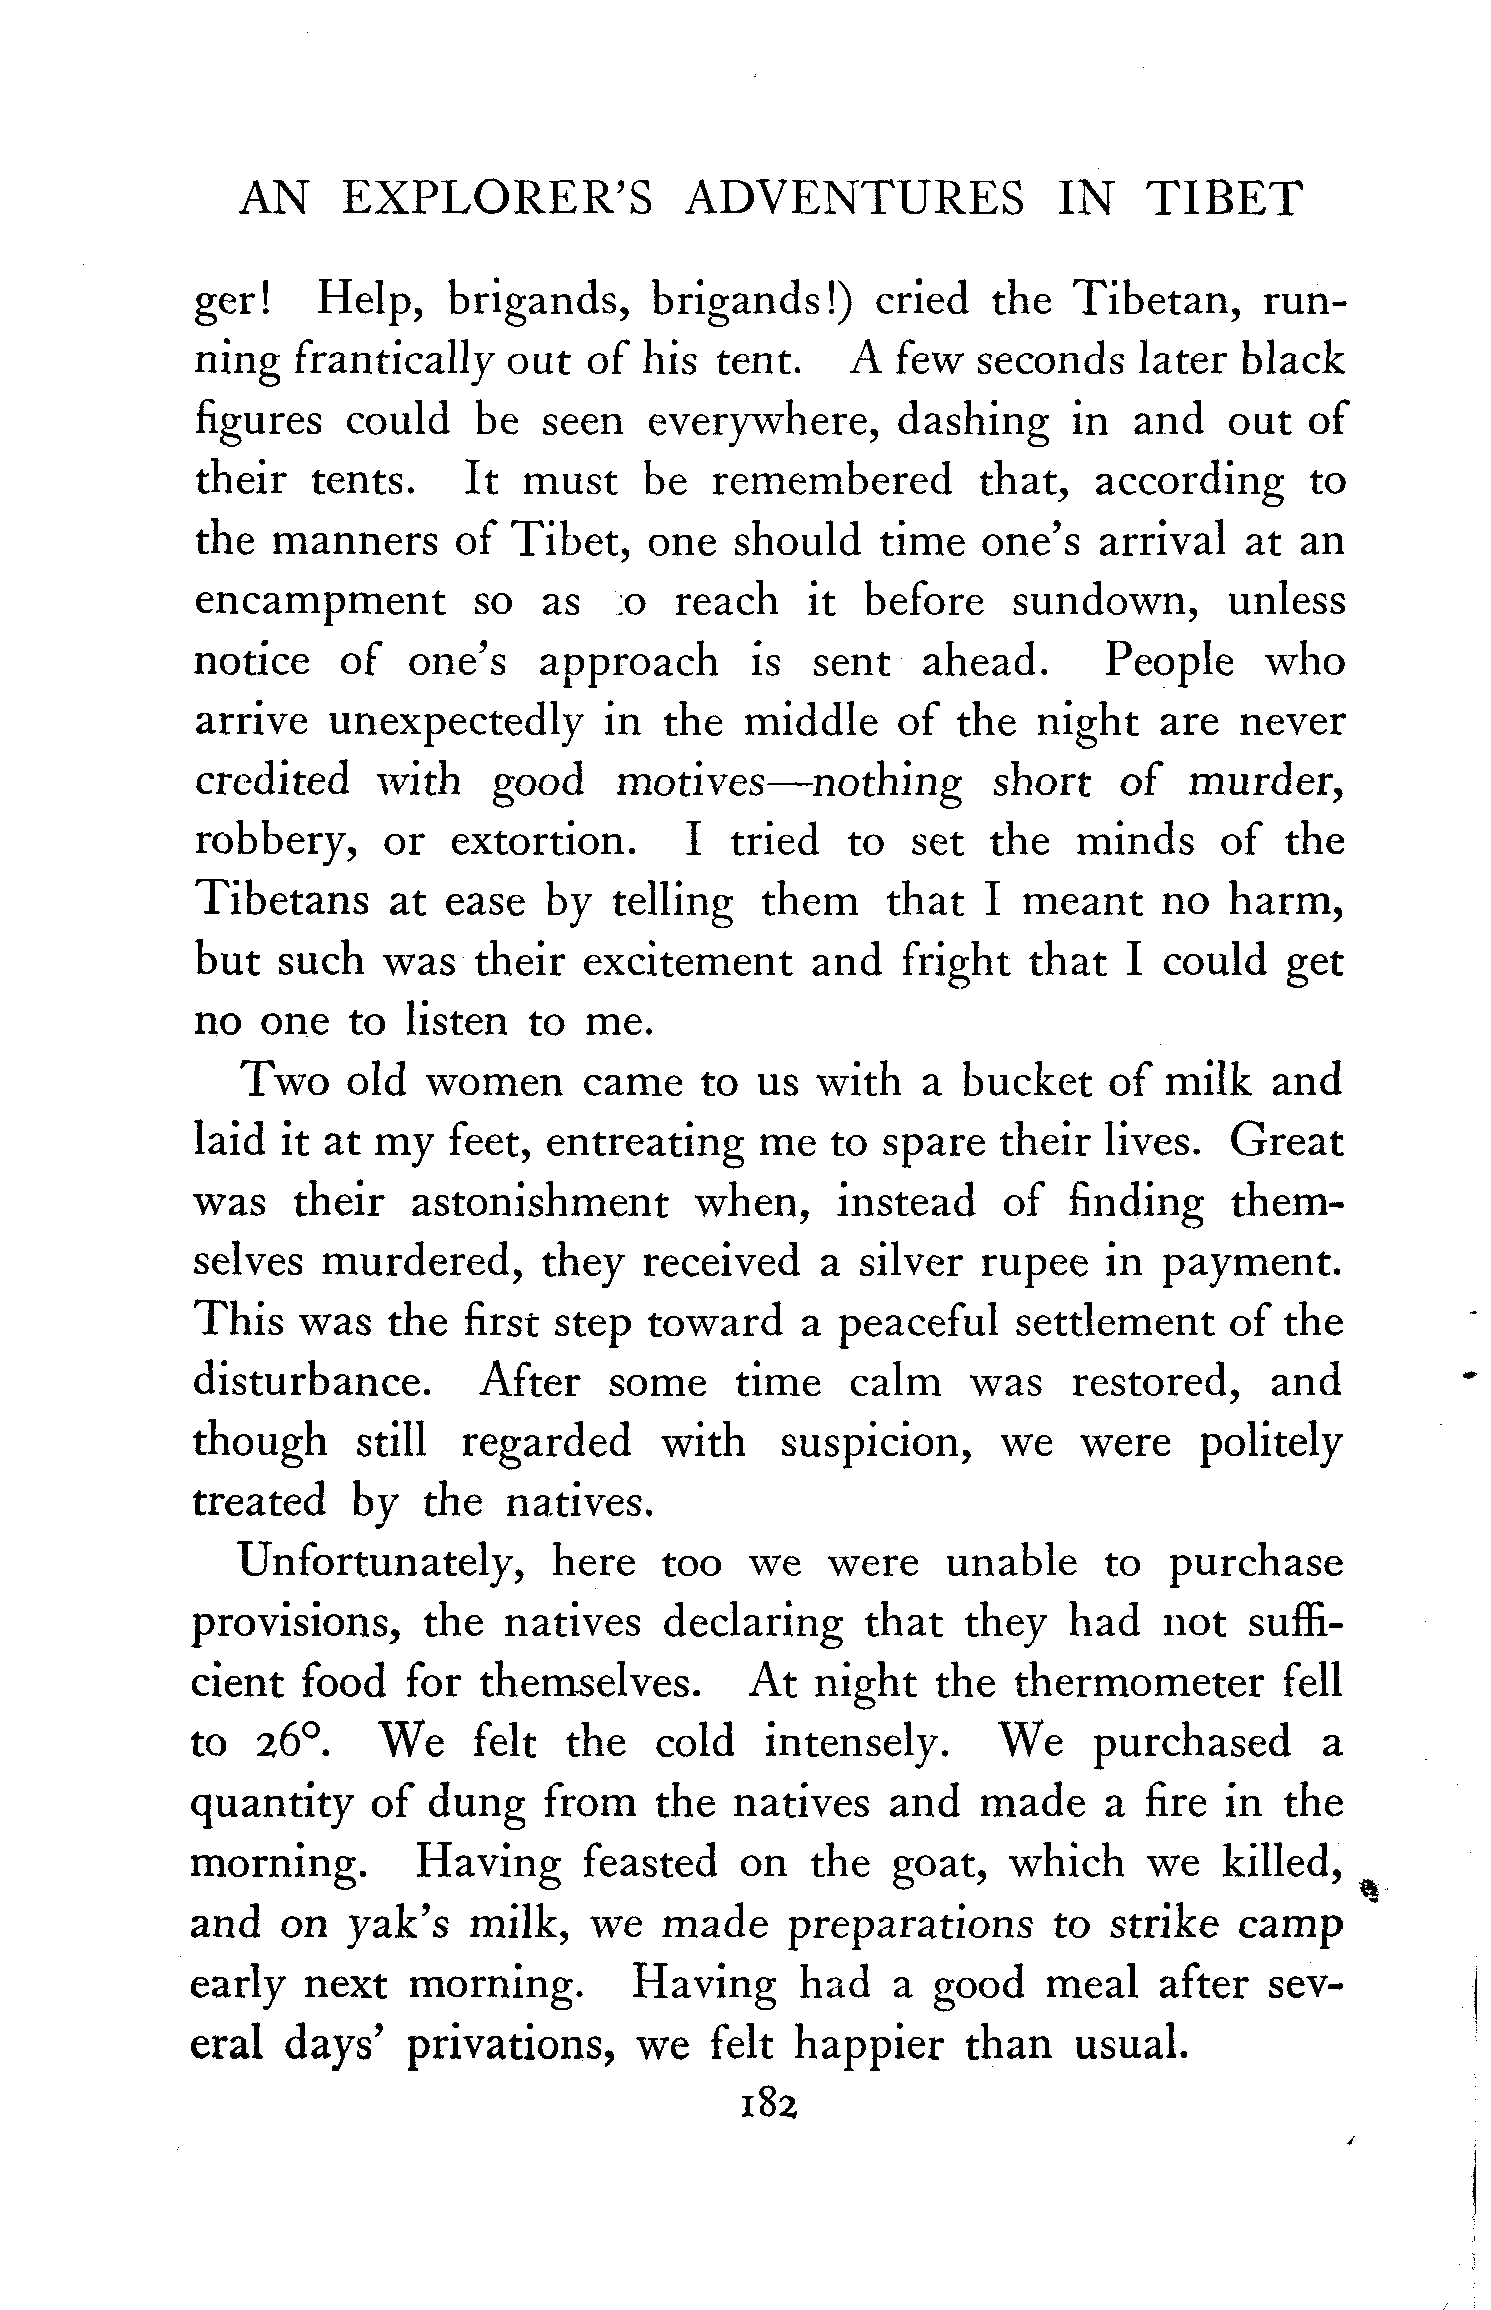 AN EXPLORER'S ADVENTURES IN TIBET
ger! Help, brigands, brigands!) cried the Tibetan, run-
ning frantically out of his tent. A few seconds later black
figures could be seen everywhere, dashing in and out of
their tents. It must be remembered that, according to
the manners of Tibet, one should time one's arrival at an
encampment so as to reach it before sundown, unless
notice of one's approach is sent ahead. People who
arrive unexpectedly in the middle of the night are never
credited with good motives—nothing short of murder,
robbery, or extortion. I tried to set the minds of the
Tibetans at ease by telling them that I meant no harm,
but such was their excitement and fright that I could get
no one to listen to me.
Two old women came to us with a bucket of milk and
laid it at my feet, entreating me to spare their lives. Great
was their astonishment when, instead of finding them-
selves murdered, they received a silver rupee in payment.
This was the first step toward a peaceful settlement of the
disturbance. After some time calm was restored, and
though still regarded with suspicion, we were politely
treated by the natives.
Unfortunately, here too we were unable to purchase
provisions, the natives declaring that they had not suffi-
cient food for themselves. At night the thermometer fell
to 26°. We felt the cold intensely. We purchased a
quantity of dung from the natives and made a fire in the
morning. Having feasted on the goat, which we killed,
and on yak's milk, we made preparations to strike camp
early next morning. Having had a good meal after sev-
eral days' privations, we felt happier than usual.
182